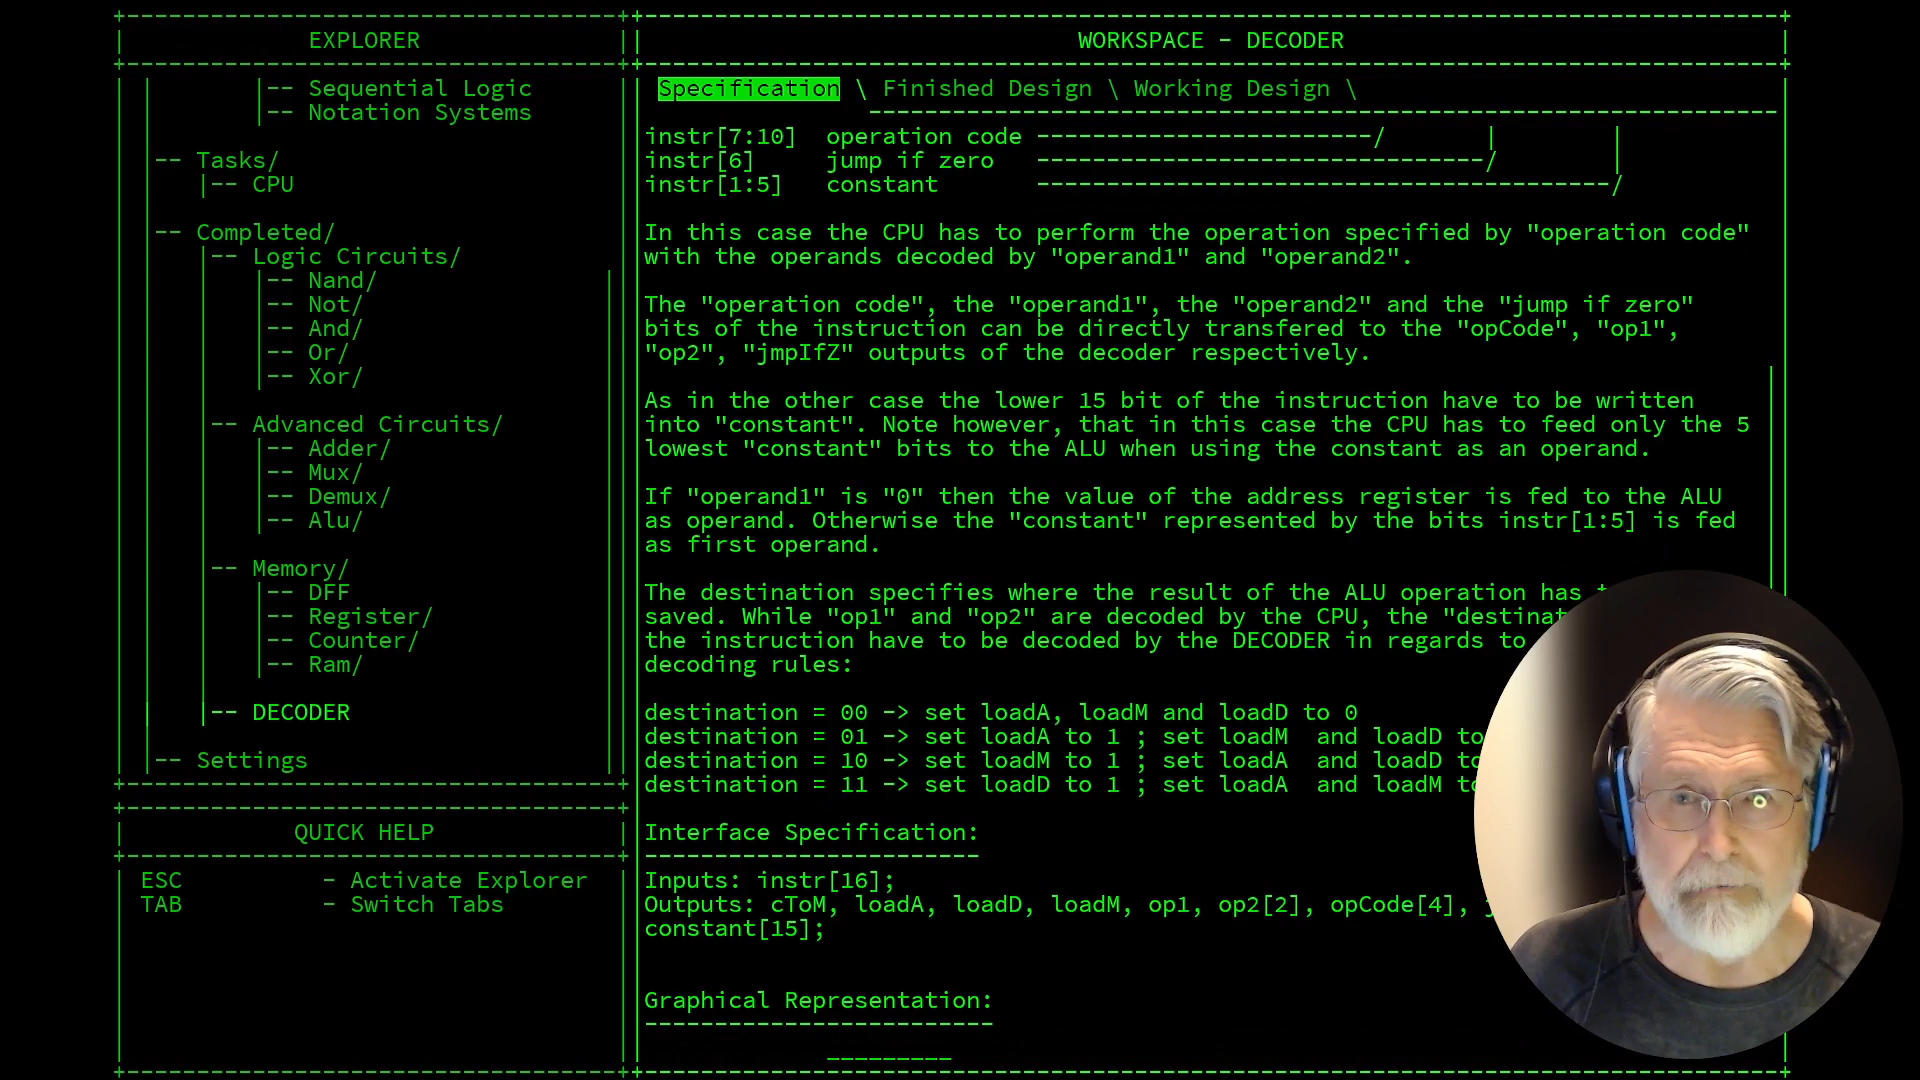 EXPLORER
|-- Sequential Logic
|-- Notation Systems
|-- Tasks/
|-- CPU
|-- Completed/
|-- Logic Circuits/
|-- Nand/
|-- Not/
|-- And/
|-- Or/
|-- Xor/
|-- Advanced Circuits/
|-- Adder/
|-- Mux/
|-- Demux/
|-- Alu/
|-- Memory/
|-- DFF
|-- Register/
|-- Counter/
|-- Ram/
|-- DECODER
|-- Settings
QUICK HELP
ESC - Activate Explorer
TAB - Switch Tabs
WORKSPACE - DECODER
Specification \ Finished Design \ Working Design \
instr[7:10] operation code ------------------------/ | |
instr[6] jump if zero --------------------------------/ |
instr[1:5] constant -----------------------------------------/
In this case the CPU has to perform the operation specified by "operation code"
with the operands decoded by "operand1" and "operand2".
The "operation code", the "operand1", the "operand2" and the "jump if zero"
bits of the instruction can be directly transfered to the "opCode", "op1",
"op2", "jmpIfZ" outputs of the decoder respectively.
As in the other case the lower 15 bit of the instruction have to be written
into "constant". Note however, that in this case the CPU has to feed only the 5
lowest "constant" bits to the ALU when using the constant as an operand.
If "operand1" is "0" then the value of the address register is fed to the ALU
as operand. Otherwise the "constant" represented by the bits instr[1:5] is fed
as first operand.
The destination specifies where the result of the ALU operation has
saved. While "op1" and "op2" are decoded by the CPU, the
the instruction have to be decoded by the DECODER in regards to
decoding rules:
destination = 00 -> set loadA, loadM and loadD to 0
destination = 01 -> set loadA to 1 ; set loadM and loadD to
destination = 10 -> set loadM to 1 ; set loadA and loadD
destination = 11 -> set loadD to 1 ; set loadA and loadM
Interface Specification:
------------------------
Inputs: instr[16];
Outputs: cToM, loadA, loadD, loadM, op1, op2[2], opCode[4],
constant[15];
Graphical Representation:
-------------------------